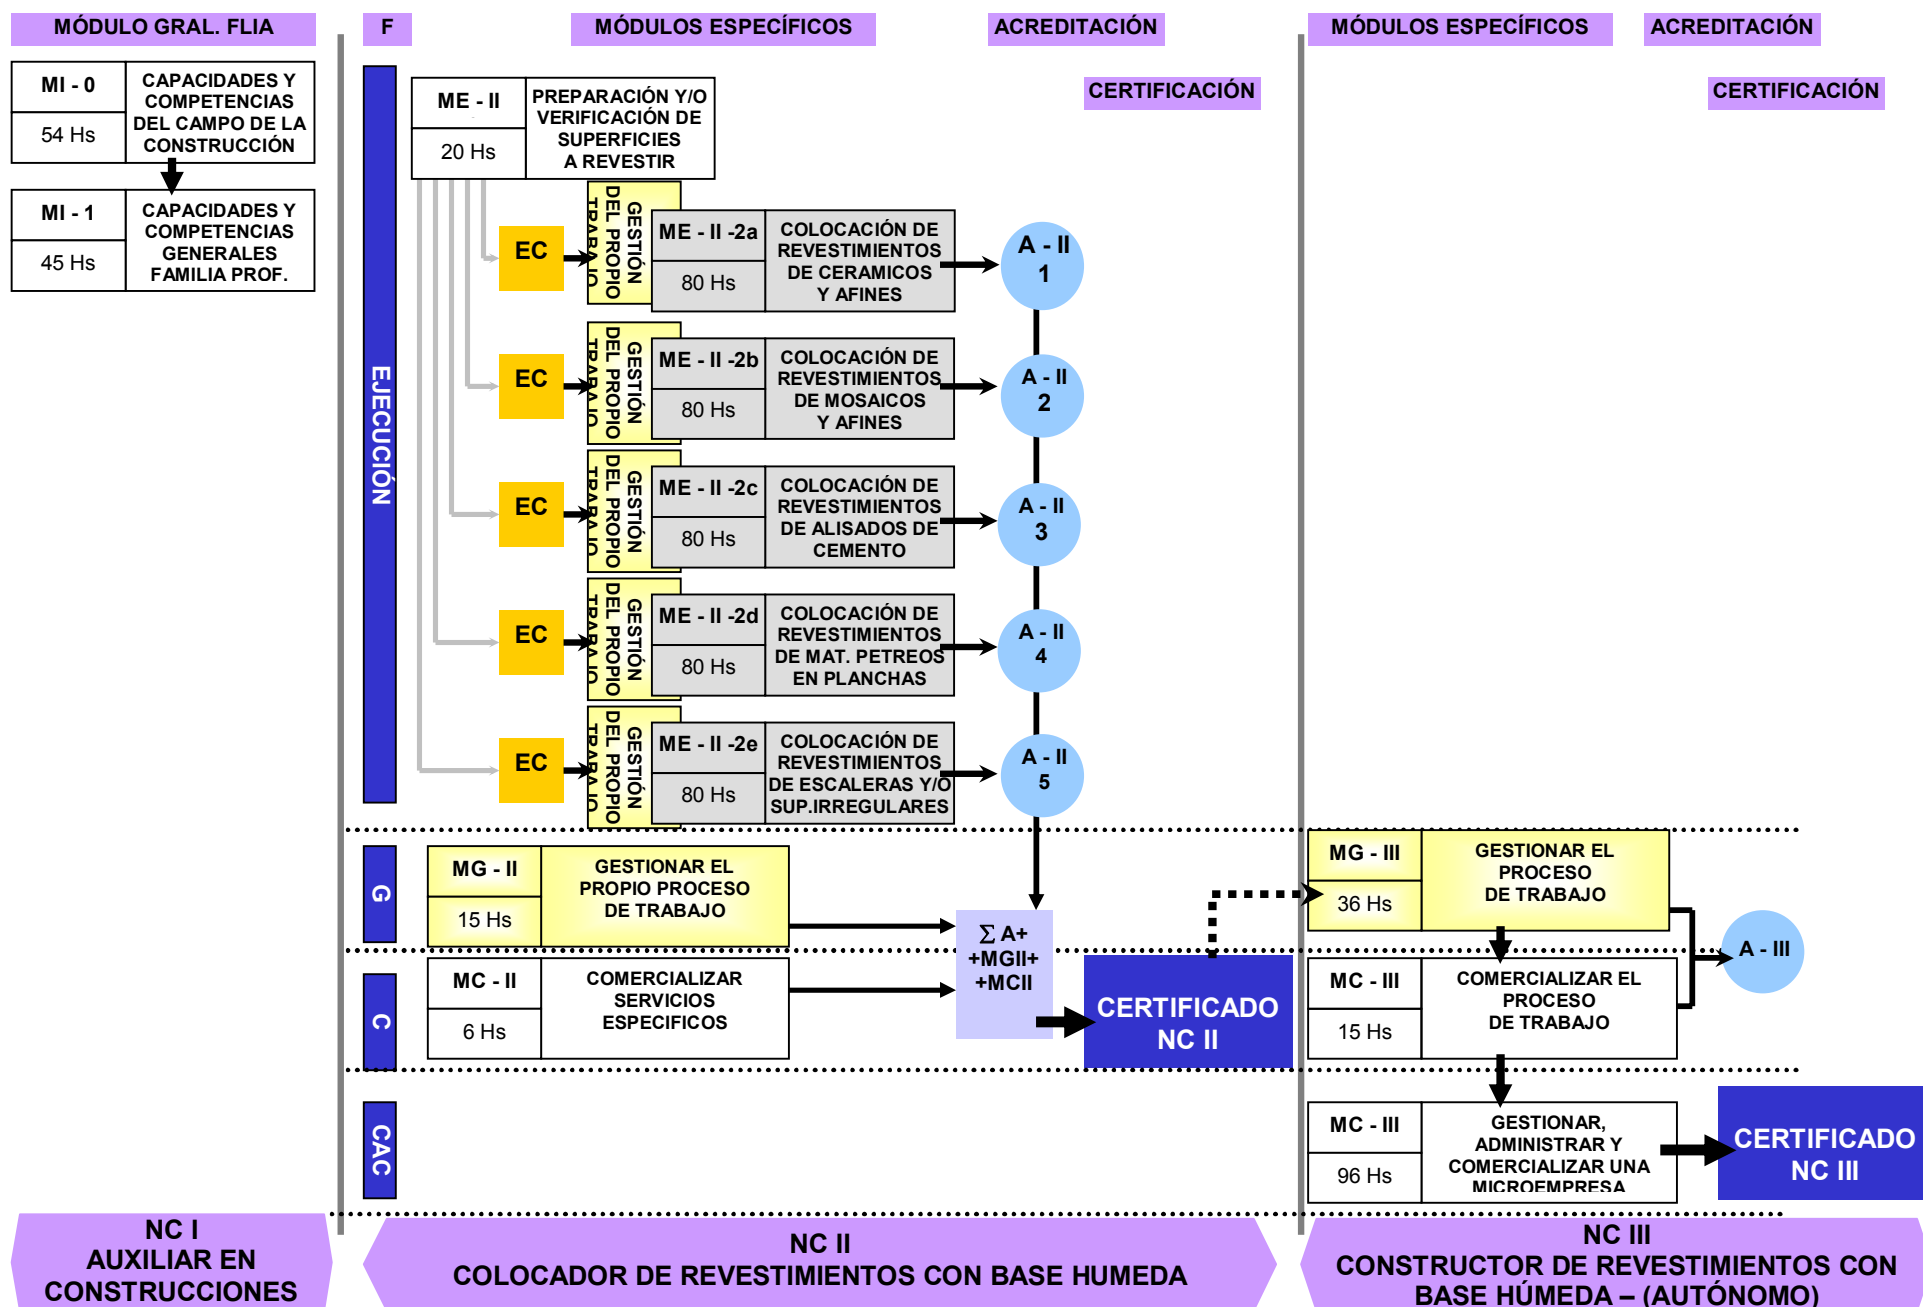 MÓDULO GRAL. FLIA
F
MÓDULOS ESPECÍFICOS
ACREDITACIÓN
MÓDULOS ESPECÍFICOS
ACREDITACIÓN
CERTIFICACIÓN
CERTIFICACIÓN
MI - 0
54 Hs
CAPACIDADES Y
COMPETENCIAS
DEL CAMPO DE LA
CONSTRUCCIÓN
MI - 1
45 Hs
CAPACIDADES Y
COMPETENCIAS
GENERALES
FAMILIA PROF.
EJECUCIÓN
ME - II
20 Hs
PREPARACIÓN Y/O
VERIFICACIÓN DE
SUPERFICIES
A REVESTIR
EC
GESTIÓN
DEL PROPIO
TRABAJO
ME - II -2a
80 Hs
COLOCACIÓN DE
REVESTIMIENTOS
DE CERAMICOS
Y AFINES
A - II
1
EC
GESTIÓN
DEL PROPIO
TRABAJO
ME - II -2b
80 Hs
COLOCACIÓN DE
REVESTIMIENTOS
DE MOSAICOS
Y AFINES
A - II
2
EC
GESTIÓN
DEL PROPIO
TRABAJO
ME - II -2c
80 Hs
COLOCACIÓN DE
REVESTIMIENTOS
DE ALISADOS DE
CEMENTO
A - II
3
EC
GESTIÓN
DEL PROPIO
TRABAJO
ME - II -2d
80 Hs
COLOCACIÓN DE
REVESTIMIENTOS
DE MAT. PETREOS
EN PLANCHAS
A - II
4
EC
GESTIÓN
DEL PROPIO
TRABAJO
ME - II -2e
80 Hs
COLOCACIÓN DE
REVESTIMIENTOS
DE ESCALERAS Y/O
SUP.IRREGULARES
A - II
5
G
MG - II
15 Hs
GESTIONAR EL
PROPIO PROCESO
DE TRABAJO
C
MC - II
6 Hs
COMERCIALIZAR
SERVICIOS
ESPECIFICOS
∑ A+
+MGII+
+MCII
CERTIFICADO
NC II
MG - III
36 Hs
GESTIONAR EL
PROCESO
DE TRABAJO
MC - III
15 Hs
COMERCIALIZAR EL
PROCESO
DE TRABAJO
A - III
CAC
MC - III
96 Hs
GESTIONAR,
ADMINISTRAR Y
COMERCIALIZAR UNA
MICROEMPRESA
CERTIFICADO
NC III
NC I
AUXILIAR EN
CONSTRUCCIONES
NC II
COLOCADOR DE REVESTIMIENTOS CON BASE HUMEDA
NC III
CONSTRUCTOR DE REVESTIMIENTOS CON
BASE HÚMEDA – (AUTÓNOMO)